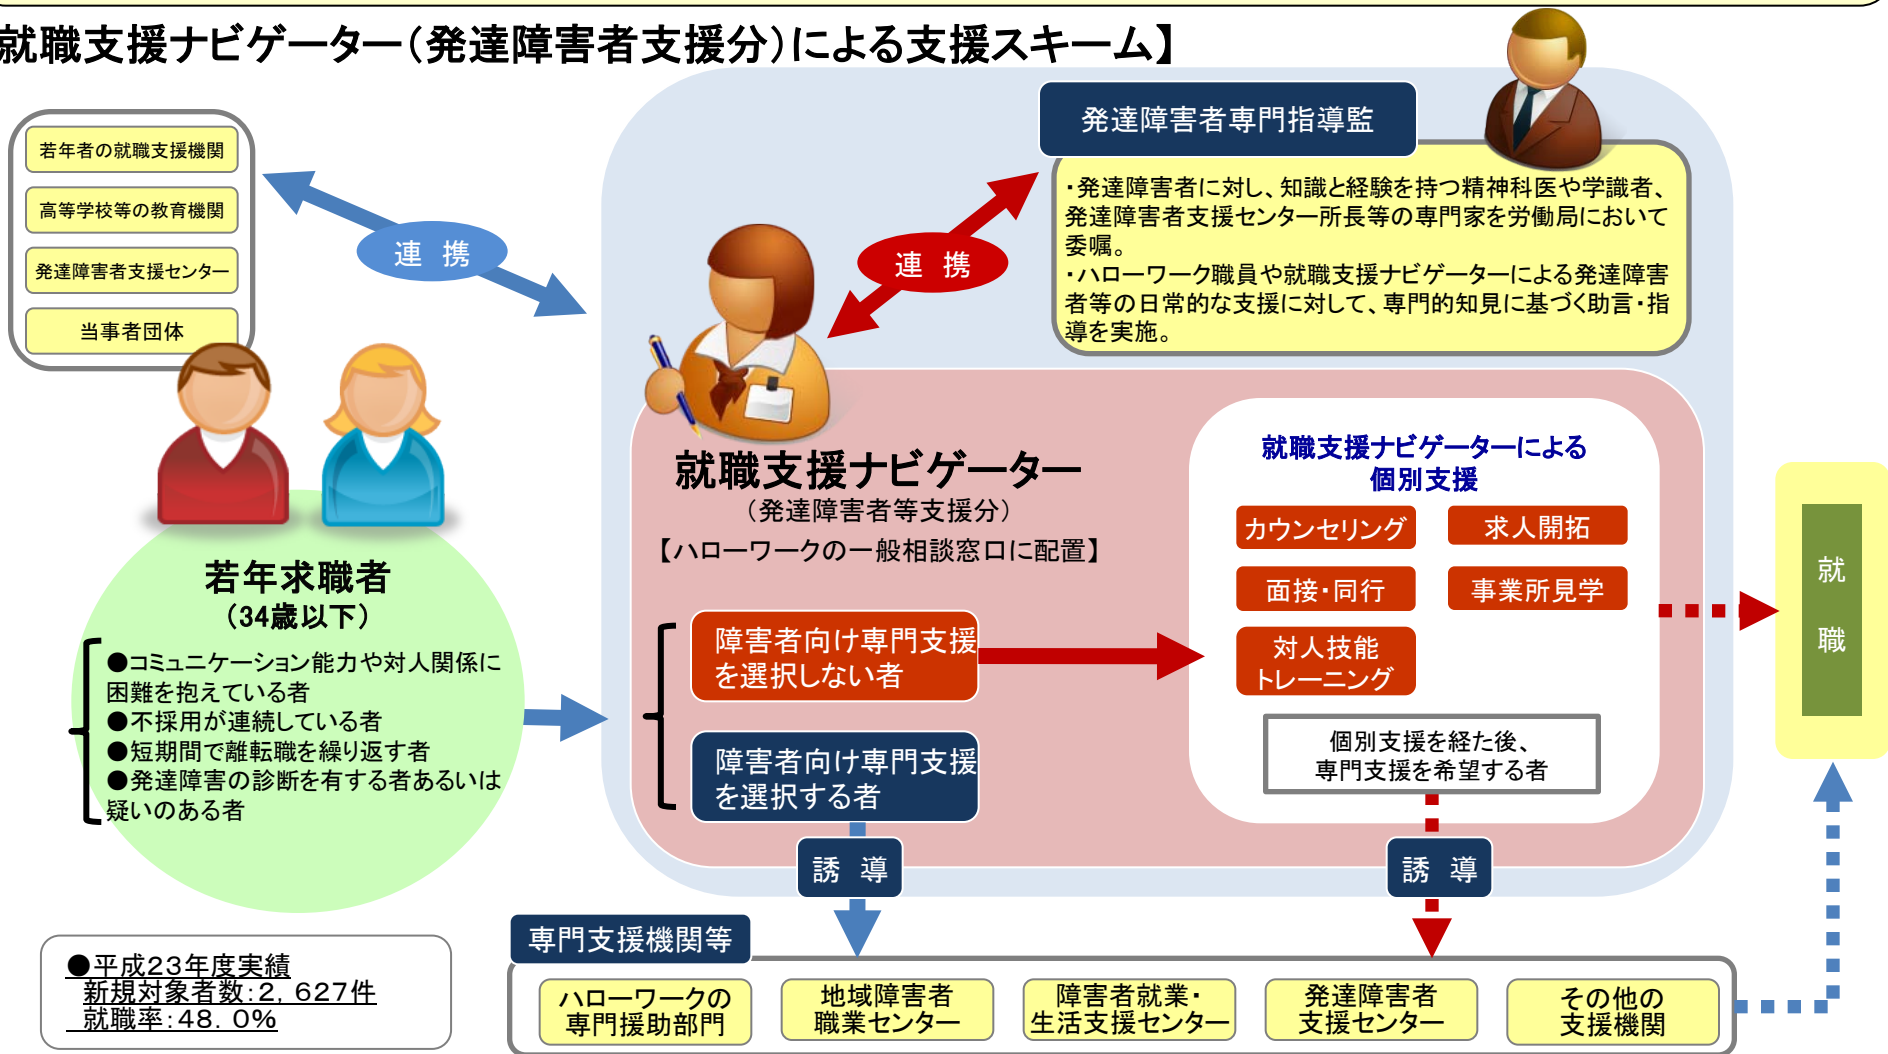 就職支援ナビゲーター(発達障害者支援分)による支援スキーム】
若年者の就職支援機関
高等学校等の教育機関
発達障害者支援センター
当事者団体
連 携
連 携
発達障害者専門指導監
・発達障害者に対し、知識と経験を持つ精神科医や学識者、
発達障害者支援センター所長等の専門家を労働局において
委嘱。
・ハローワーク職員や就職支援ナビゲーターによる発達障害
者等の日常的な支援に対して、専門的知見に基づく助言・指
導を実施。
若年求職者
(34歳以下)
●コミュニケーション能力や対人関係に
困難を抱えている者
●不採用が連続している者
●短期間で離転職を繰り返す者
●発達障害の診断を有する者あるいは
疑いのある者
就職支援ナビゲーター
(発達障害者等支援分)
【ハローワークの一般相談窓口に配置】
障害者向け専門支援
を選択しない者
障害者向け専門支援
を選択する者
就職支援ナビゲーターによる
個別支援
カウンセリング
求人開拓
面接・同行
事業所見学
対人技能
トレーニング
個別支援を経た後、
専門支援を希望する者
就
職
誘 導
誘 導
専門支援機関等
ハローワークの
専門援助部門
地域障害者
職業センター
障害者就業・
生活支援センター
発達障害者
支援センター
その他の
支援機関
●平成23年度実績
新規対象者数:2,627件
就職率:48.0%